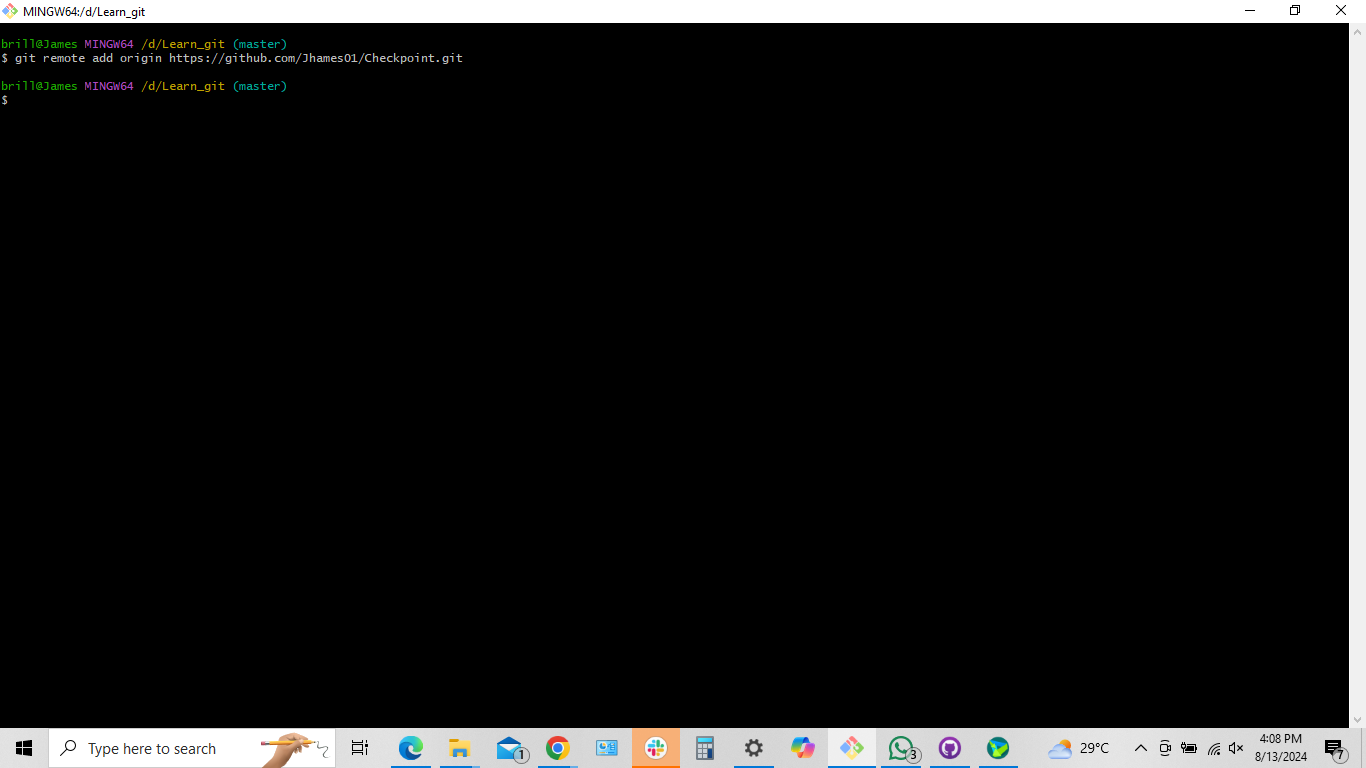 MINGW64:/d/Learn_git
brill@James MINGW64 /d/Learn_git (master)
$ git remote add origin https://github.com/Jhames01/Checkpoint.git
brill@James MINGW64 /d/Learn_git (master)
$
Type here to search
1
3
29°C
4:08 PM
8/13/2024
7